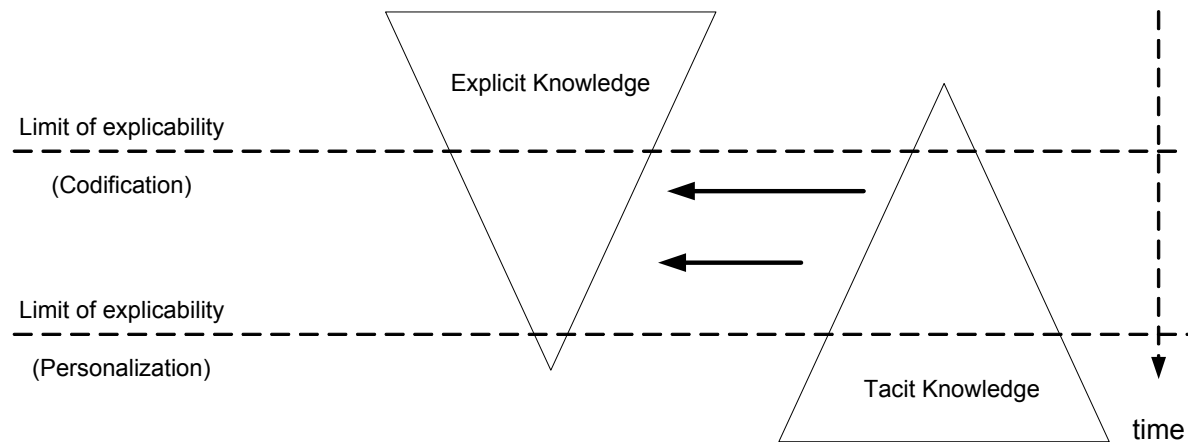 Explicit Knowledge
Limit of explicability
(Codification)
Limit of explicability
(Personalization)
Tacit Knowledge
time